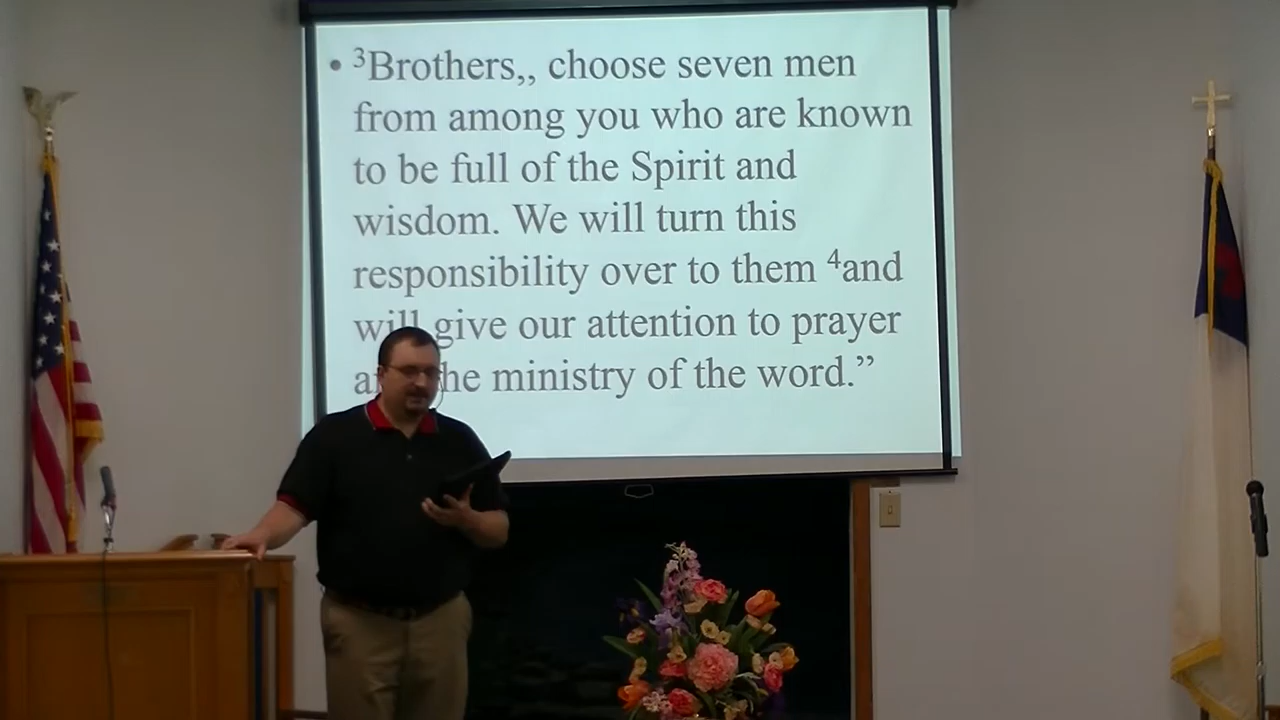 • ³Brothers,, choose seven men
from among you who are known
to be full of the Spirit and
wisdom. We will turn this
responsibility over to them ⁴and
will give our attention to prayer
he ministry of the word.”